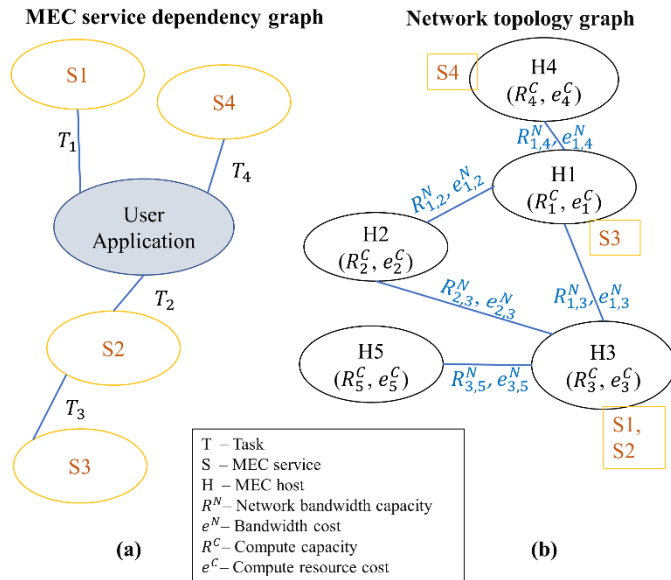 MEC service dependency graph
S1
S4
T₁
T₄
User
Application
T₂
S2
T₃
S3
(a)
Network topology graph
S4
H4
(R₄ᶜ, e₄ᶜ)
R₁,₄ᴺ, e₁,₄ᴺ
H1
(R₁ᶜ, e₁ᶜ)
R₁,₂ᴺ, e₁,₂ᴺ
S3
H2
(R₂ᶜ, e₂ᶜ)
R₂,₃ᴺ, e₂,₃ᴺ
R₁,₃ᴺ, e₁,₃ᴺ
H5
(R₅ᶜ, e₅ᶜ)
R₃,₅ᴺ, e₃,₅ᴺ
H3
(R₃ᶜ, e₃ᶜ)
S1,
S2
(b)
T – Task
S – MEC service
H – MEC host
Rᴺ– Network bandwidth capacity
eᴺ– Bandwidth cost
Rᶜ– Compute capacity
eᶜ– Compute resource cost